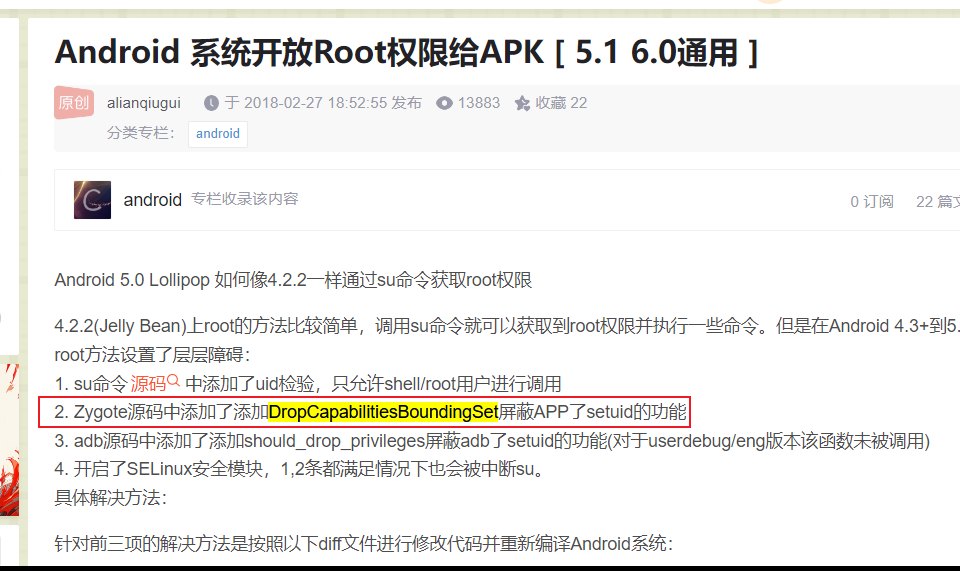 Android 系统开放Root权限给APK [ 5.1 6.0通用 ]
原创 alianqiugui 于 2018-02-27 18:52:55 发布 13883 收藏 22
分类专栏： android
android 专栏收录该内容 0 订阅 22 篇
Android 5.0 Lollipop 如何像4.2.2一样通过su命令获取root权限
4.2.2(Jelly Bean)上root的方法比较简单，调用su命令就可以获取到root权限并执行一些命令。但是在Android 4.3+到5.
root方法设置了层层障碍：
1. su命令 源码 中添加了uid检验，只允许shell/root用户进行调用
2. Zygote源码中添加了添加DropCapabilitiesBoundingSet屏蔽APP了setuid的功能
3. adb源码中添加了添加should_drop_privileges屏蔽adb了setuid的功能(对于userdebug/eng版本该函数未被调用)
4. 开启了SELinux安全模块，1,2条都满足情况下也会被中断su。
具体解决方法：
针对前三项的解决方法是按照以下diff文件进行修改代码并重新编译Android系统：